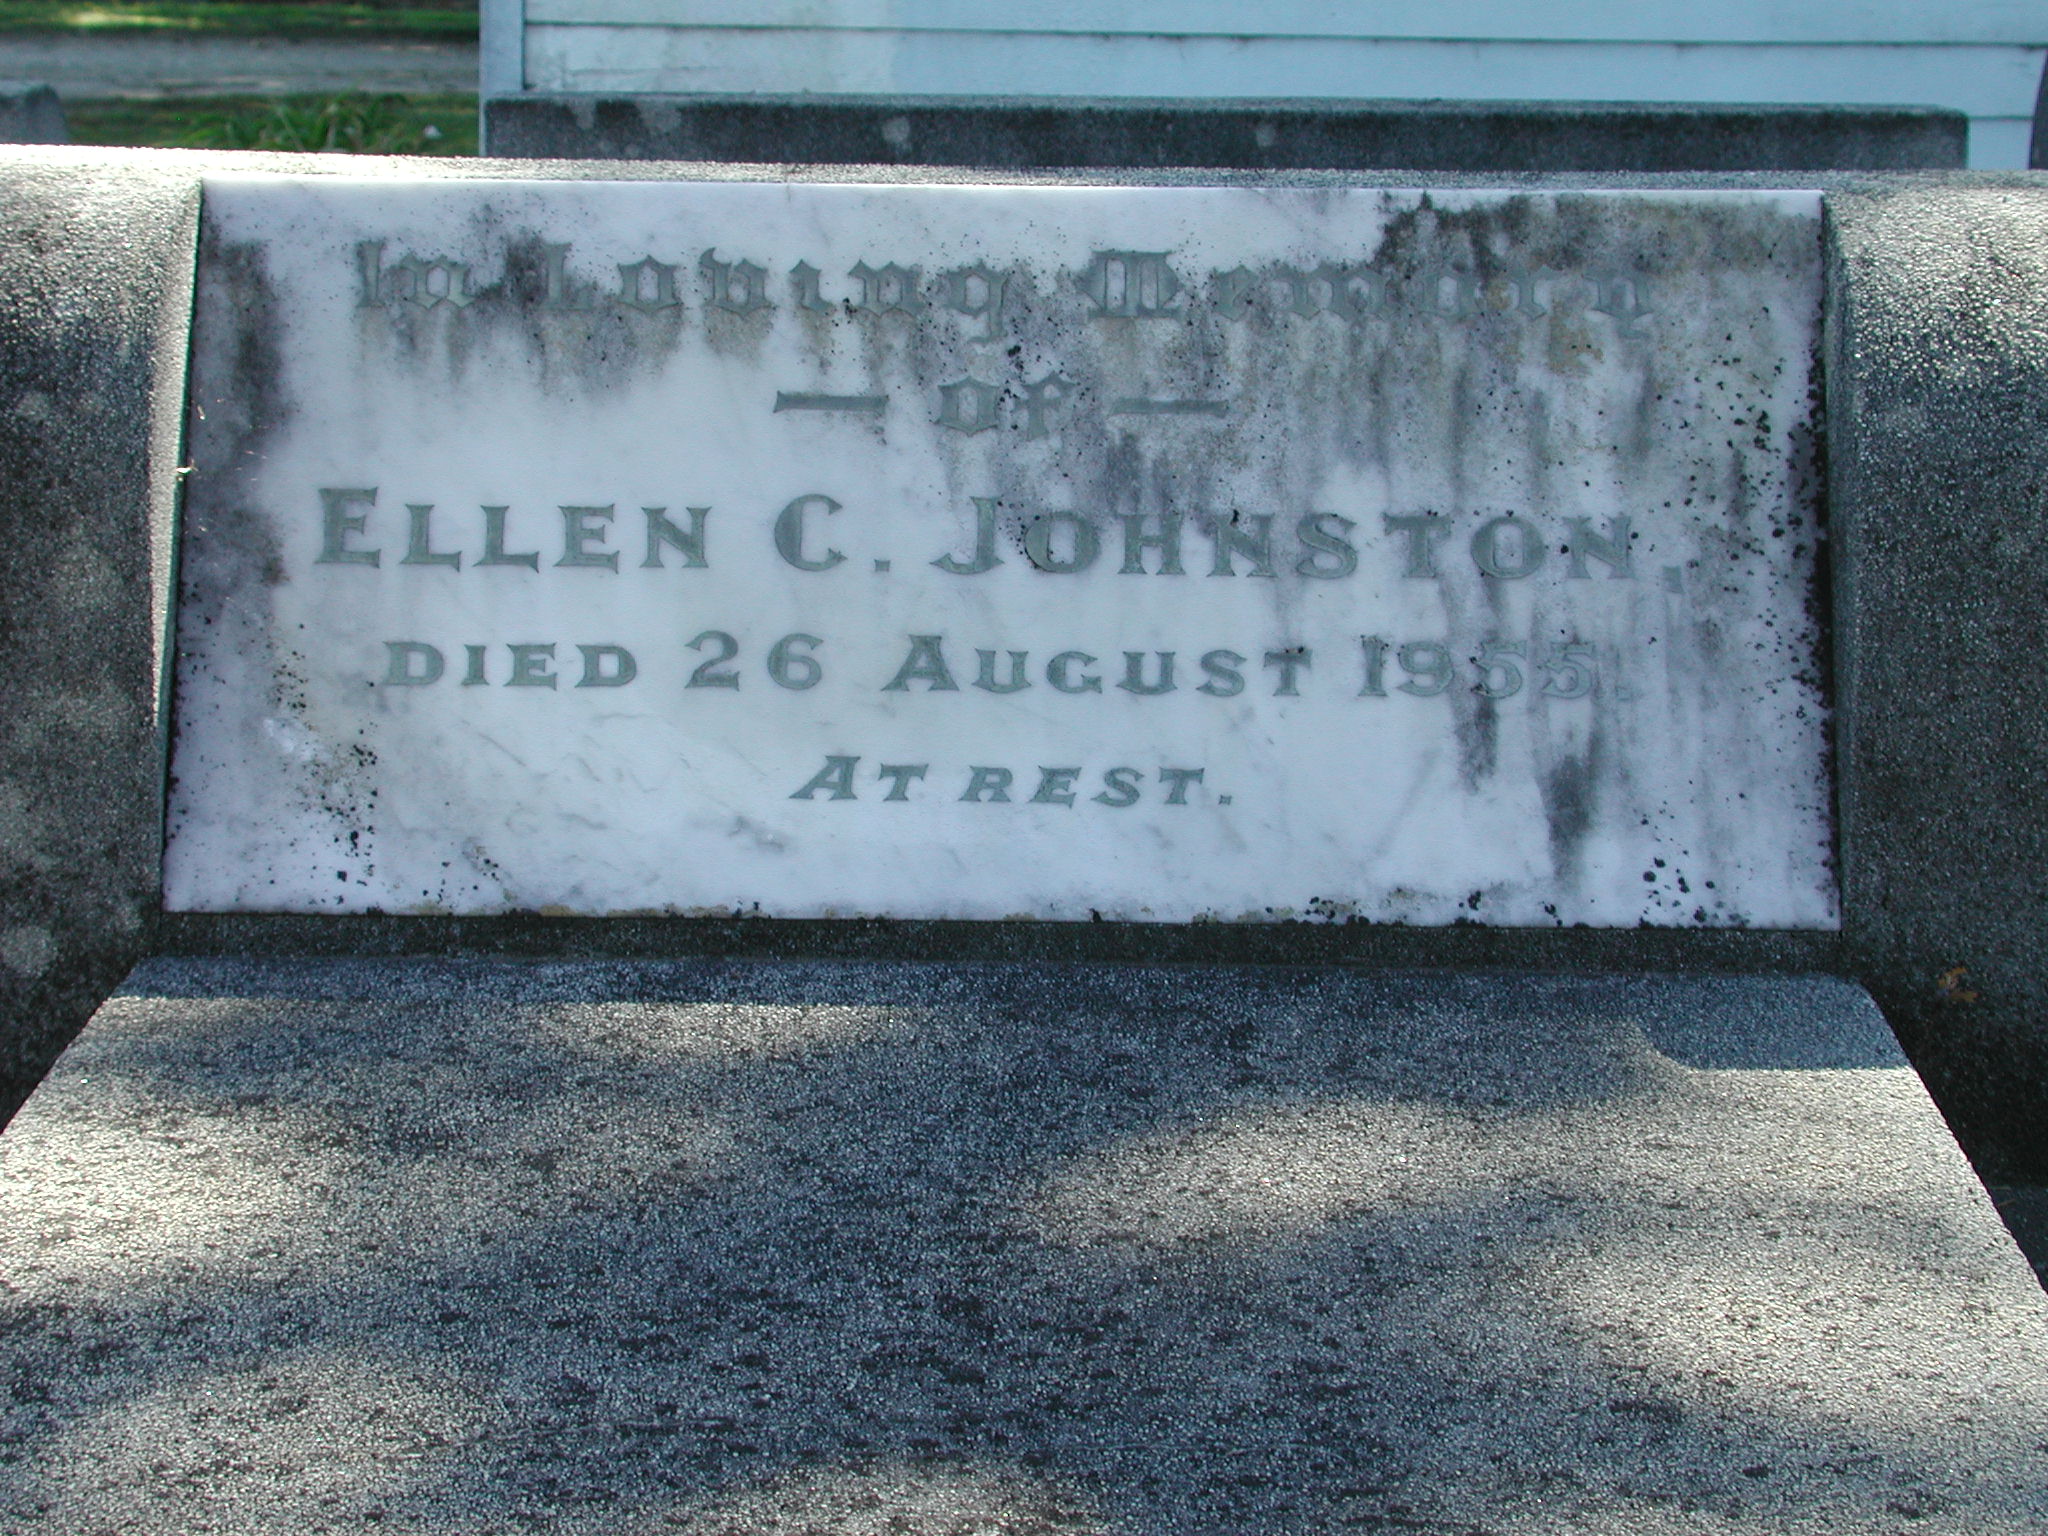 In Loving Memory
— of —
ELLEN C. JOHNSTON,
DIED 26 AUGUST 1955.
AT REST.